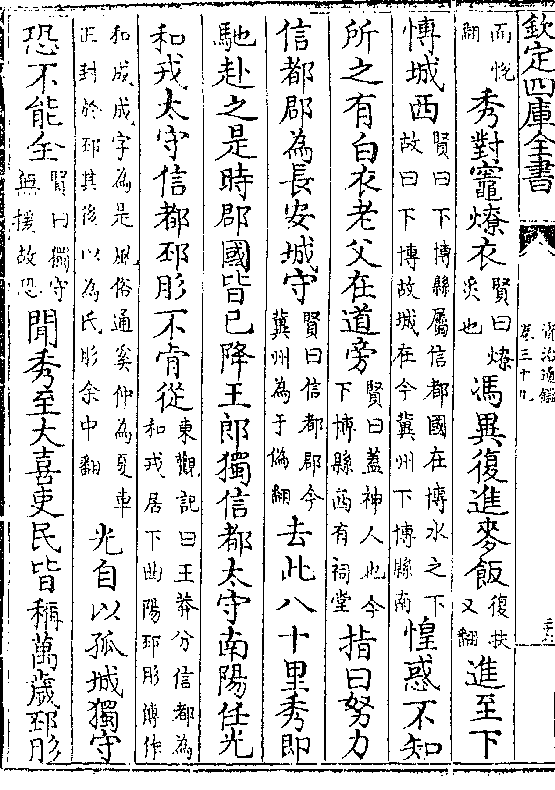 欽定四庫全書
資治通鑑
卷三十九
而悅
翻
秀對竈燎衣
賢曰燎
炙也
馮異復進麥飯
復扶
又翻
進至下
博城西
賢曰下博縣屬信都國在博水之下
故曰下博故城在今冀州下博縣南
惶惑不知
所之有白衣老父在道旁
賢曰蓋神人也今
下博縣西有祠堂
指曰努力
信都郡為長安城守
賢曰信都郡今
冀州為于偽翻
去此八十里秀即
馳赴之是時郡國皆已降王郎獨信都太守南陽任光
和戎太守信都邳彤不肯從
東觀記曰王莽分信都為
和戎居下曲陽邳彤傳作
和成成字為是風俗通奚仲為夏車
正封於邳其後以為氏彤余中翻
光自以孤城獨守
恐不能全
賢曰獨守
無援故恐
聞秀至大喜吏民皆稱萬歲邳彤